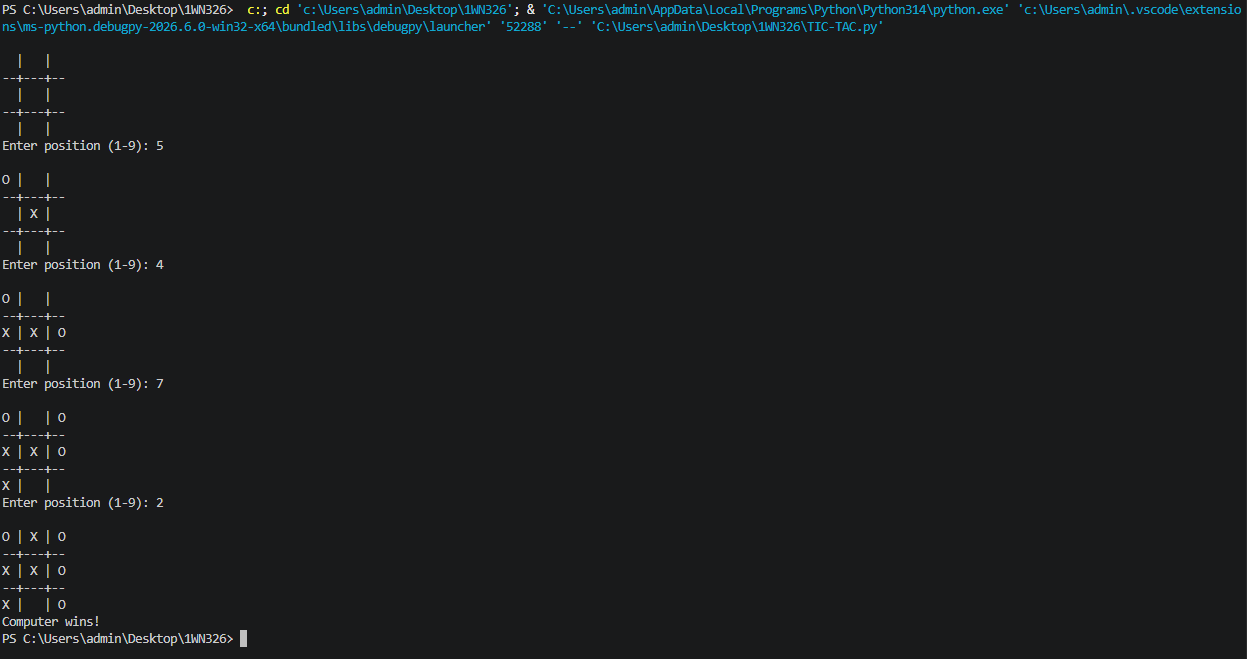 PS C:\Users\admin\Desktop\1WN326>  c:; cd 'c:\Users\admin\Desktop\1WN326'; & 'C:\Users\admin\AppData\Local\Programs\Python\Python314\python.exe' 'c:\Users\admin\.vscode\extensio
ns\ms-python.debugpy-2026.6.0-win32-x64\bundled\libs\debugpy\launcher' '52288' '--' 'C:\Users\admin\Desktop\1WN326\TIC-TAC.py'

  |   |
--+---+--
  |   |
--+---+--
  |   |
Enter position (1-9): 5

O |   |
--+---+--
  | X |
--+---+--
  |   |
Enter position (1-9): 4

O |   |
--+---+--
X | X | O
--+---+--
  |   |
Enter position (1-9): 7

O |   | O
--+---+--
X | X | O
--+---+--
X |   |
Enter position (1-9): 2

O | X | O
--+---+--
X | X | O
--+---+--
X |   | O
Computer wins!
PS C:\Users\admin\Desktop\1WN326>